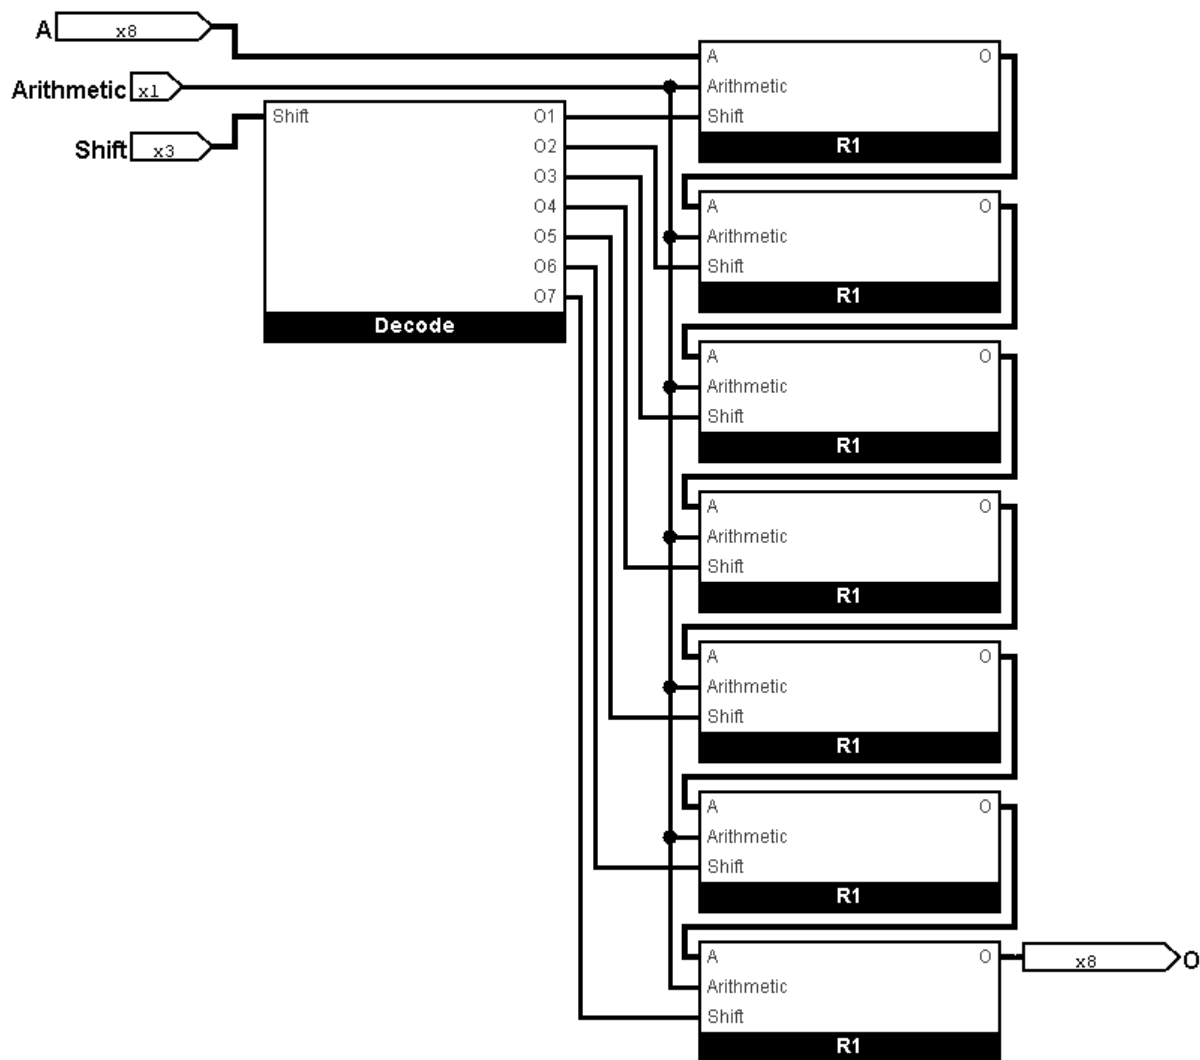 A x8
Arithmetic x1
Shift x3
Shift O1
O2
O3
O4
O5
O6
O7
Decode
A O
Arithmetic
Shift
R1
A O
Arithmetic
Shift
R1
A O
Arithmetic
Shift
R1
A O
Arithmetic
Shift
R1
A O
Arithmetic
Shift
R1
A O
Arithmetic
Shift
R1
A O
Arithmetic
Shift
R1
x8 O